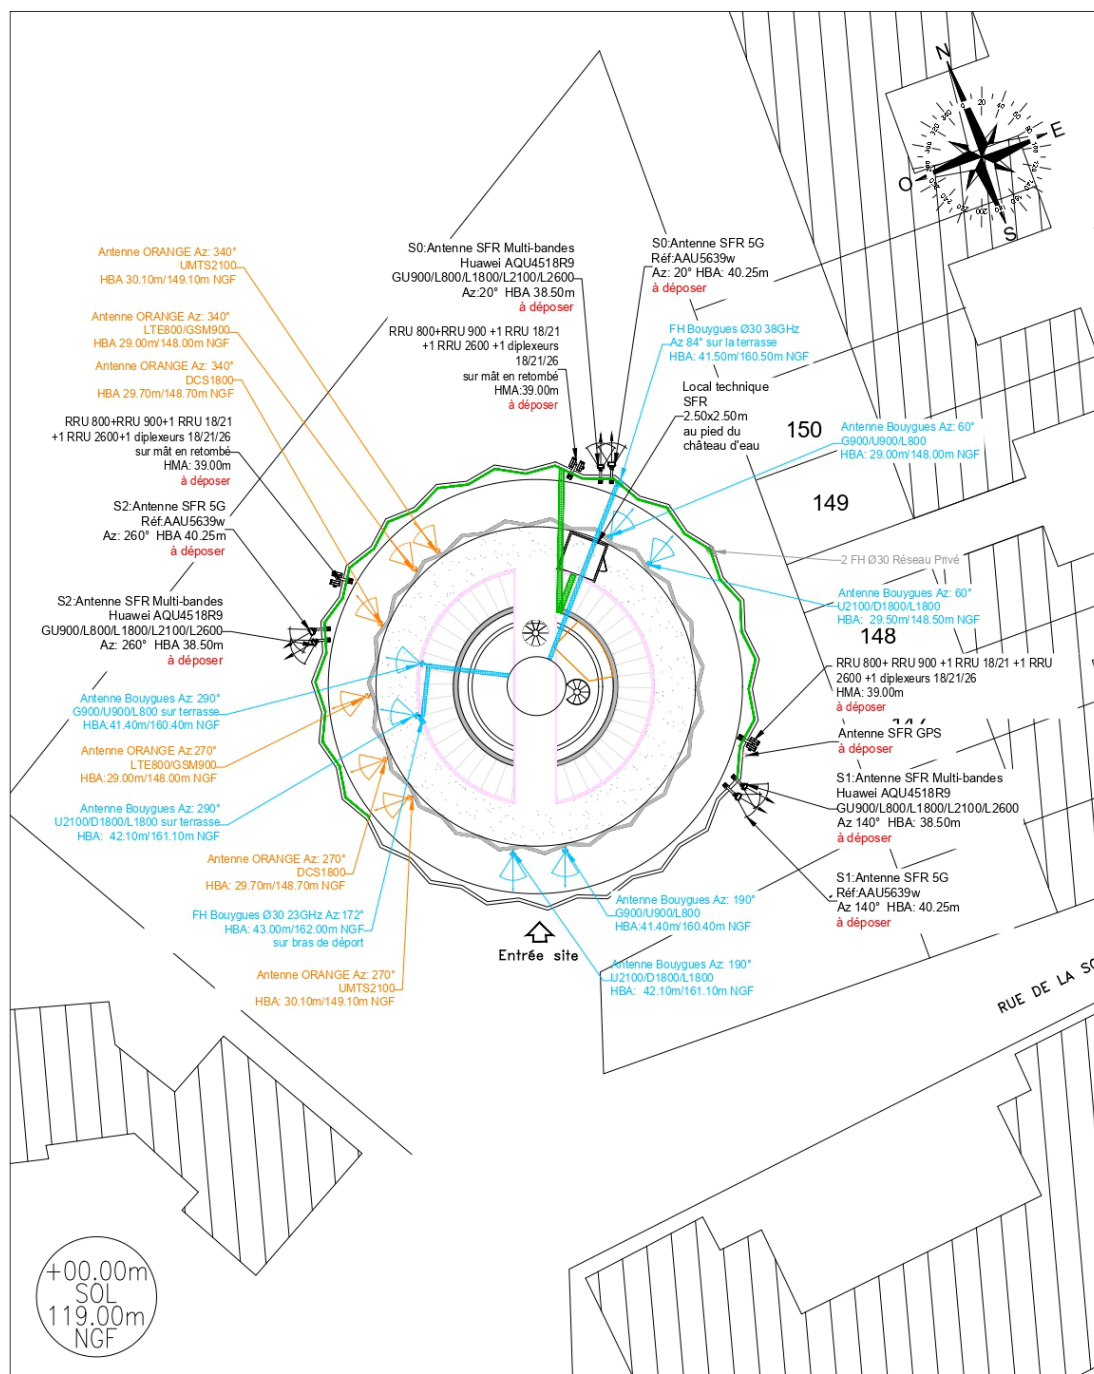 N
E
S
O
0
20
40
60
80
100
120
200
220
240
260
320
340
Antenne ORANGE Az: 340°
UMTS2100
HBA 30.10m/149.10m NGF
Antenne ORANGE Az: 340°
LTE800/GSM900
HBA 29.00m/148.00m NGF
Antenne ORANGE Az: 340°
DCS1800
HBA 29.70m/148.70m NGF
RRU 800+RRU 900+1 RRU 18/21
+1 RRU 2600+1 diplexeurs 18/21/26
sur mât en retombé
HMA: 39.00m
à déposer
S2:Antenne SFR 5G
Réf:AAU5639w
Az: 260° HBA 40.25m
à déposer
S2:Antenne SFR Multi-bandes
Huawei AQU4518R9
GU900/L800/L1800/L2100/L2600
Az: 260° HBA 38.50m
à déposer
Antenne Bouygues Az: 290°
G900/U900/L800 sur terrasse
HBA:41.40m/160.40m NGF
Antenne ORANGE Az:270°
LTE800/GSM900
HBA:29.00m/148.00m NGF
Antenne Bouygues Az: 290°
U2100/D1800/L1800 sur terrasse
HBA: 42.10m/161.10m NGF
Antenne ORANGE Az: 270°
DCS1800
HBA: 29.70m/148.70m NGF
FH Bouygues Ø30 23GHz Az:172°
HBA: 43.00m/162.00m NGF
sur bras de déport
Antenne ORANGE Az: 270°
UMTS2100
HBA: 30.10m/149.10m NGF
S0:Antenne SFR Multi-bandes
Huawei AQU4518R9
GU900/L800/L1800/L2100/L2600
Az:20° HBA 38.50m
à déposer
RRU 800+RRU 900 +1 RRU 18/21
+1 RRU 2600 +1 diplexeurs
18/21/26
sur mât en retombé
HMA:39.00m
à déposer
S0:Antenne SFR 5G
Réf:AAU5639w
Az: 20° HBA: 40.25m
à déposer
FH Bouygues Ø30 38GHz
Az 84° sur la terrasse
HBA: 41.50m/160.50m NGF
Local technique
SFR
2.50x2.50m
au pied du
château d'eau
150
Antenne Bouygues Az: 60°
G900/U900/L800
HBA: 29.00m/148.00m NGF
149
2 FH Ø30 Réseau Privé
Antenne Bouygues Az: 60°
U2100/D1800/L1800
HBA: 29.50m/148.50m NGF
148
RRU 800+ RRU 900 +1 RRU 18/21 +1 RRU
2600 +1 diplexeurs 18/21/26
HMA: 39.00m
à déposer
Antenne SFR GPS
à déposer
S1:Antenne SFR Multi-bandes
Huawei AQU4518R9
GU900/L800/L1800/L2100/L2600
Az 140° HBA: 38.50m
à déposer
S1:Antenne SFR 5G
Réf:AAU5639w
Az 140° HBA: 40.25m
à déposer
Antenne Bouygues Az: 190°
G900/U900/L800
HBA:41.40m/160.40m NGF
Antenne Bouygues Az: 190°
U2100/D1800/L1800
HBA: 42.10m/161.10m NGF
Entrée site
RUE DE LA
+00.00m
SOL
119.00m
NGF